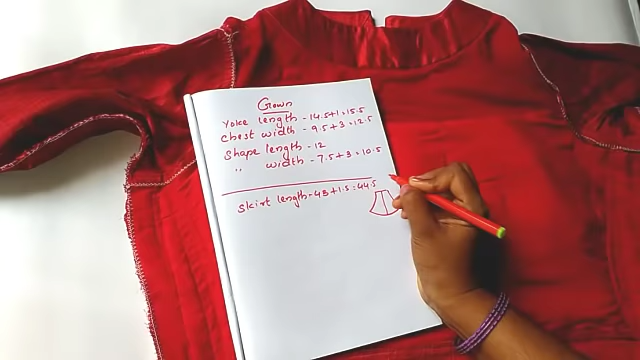 Gown
Yoke length - 14.5+1=15.5
chest width - 9.5+3=12.5
Shape length - 12
,, width - 7.5+3=10.5
Skirt length-43+1.5=44.5